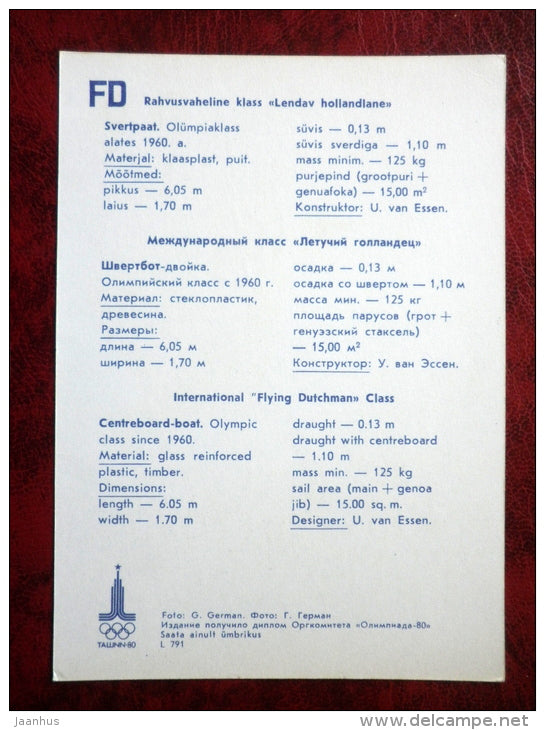 FD Rahvusvaheline klass «Lendav hollandlane»
Svertpaat. Olümpiaklass
alates 1960. a.
Materjal: klaasplast, puit.
Mõõtmed:
pikkus — 6,05 m
laius — 1,70 m
süvis — 0,13 m
süvis sverdiga — 1,10 m
mass minim. — 125 kg
purjepind (grootpuri +
genuafoka) — 15,00 m²
Konstruktor: U. van Essen.
Международный класс «Летучий голландец»
Швертбот-двойка.
Олимпийский класс с 1960 г.
Материал: стеклопластик,
древесина.
Размеры:
длина — 6,05 м
ширина — 1,70 м
осадка — 0,13 м
осадка со швертом — 1,10 м
масса мин. — 125 кг
площадь парусов (грот +
генуэзский стаксель)
— 15,00 м²
Конструктор: У. ван Эссен.
International "Flying Dutchman» Class
Centreboard-boat. Olympic
class since 1960.
Material: glass reinforced
plastic, timber.
Dimensions:
length — 6.05 m
width — 1.70 m
draught — 0.13 m
draught with centreboard
— 1.10 m
mass min. — 125 kg
sail area (main + genoa
jib) — 15.00 sq. m.
Designer: U. van Essen.
TALLINN·80
Foto: G. German. Фото: Г. Герман
Издание получило диплом Оргкомитета «Олимпиада-80»
Saata ainult ümbrikus
L 791
jaanhus
www.delcampe.net